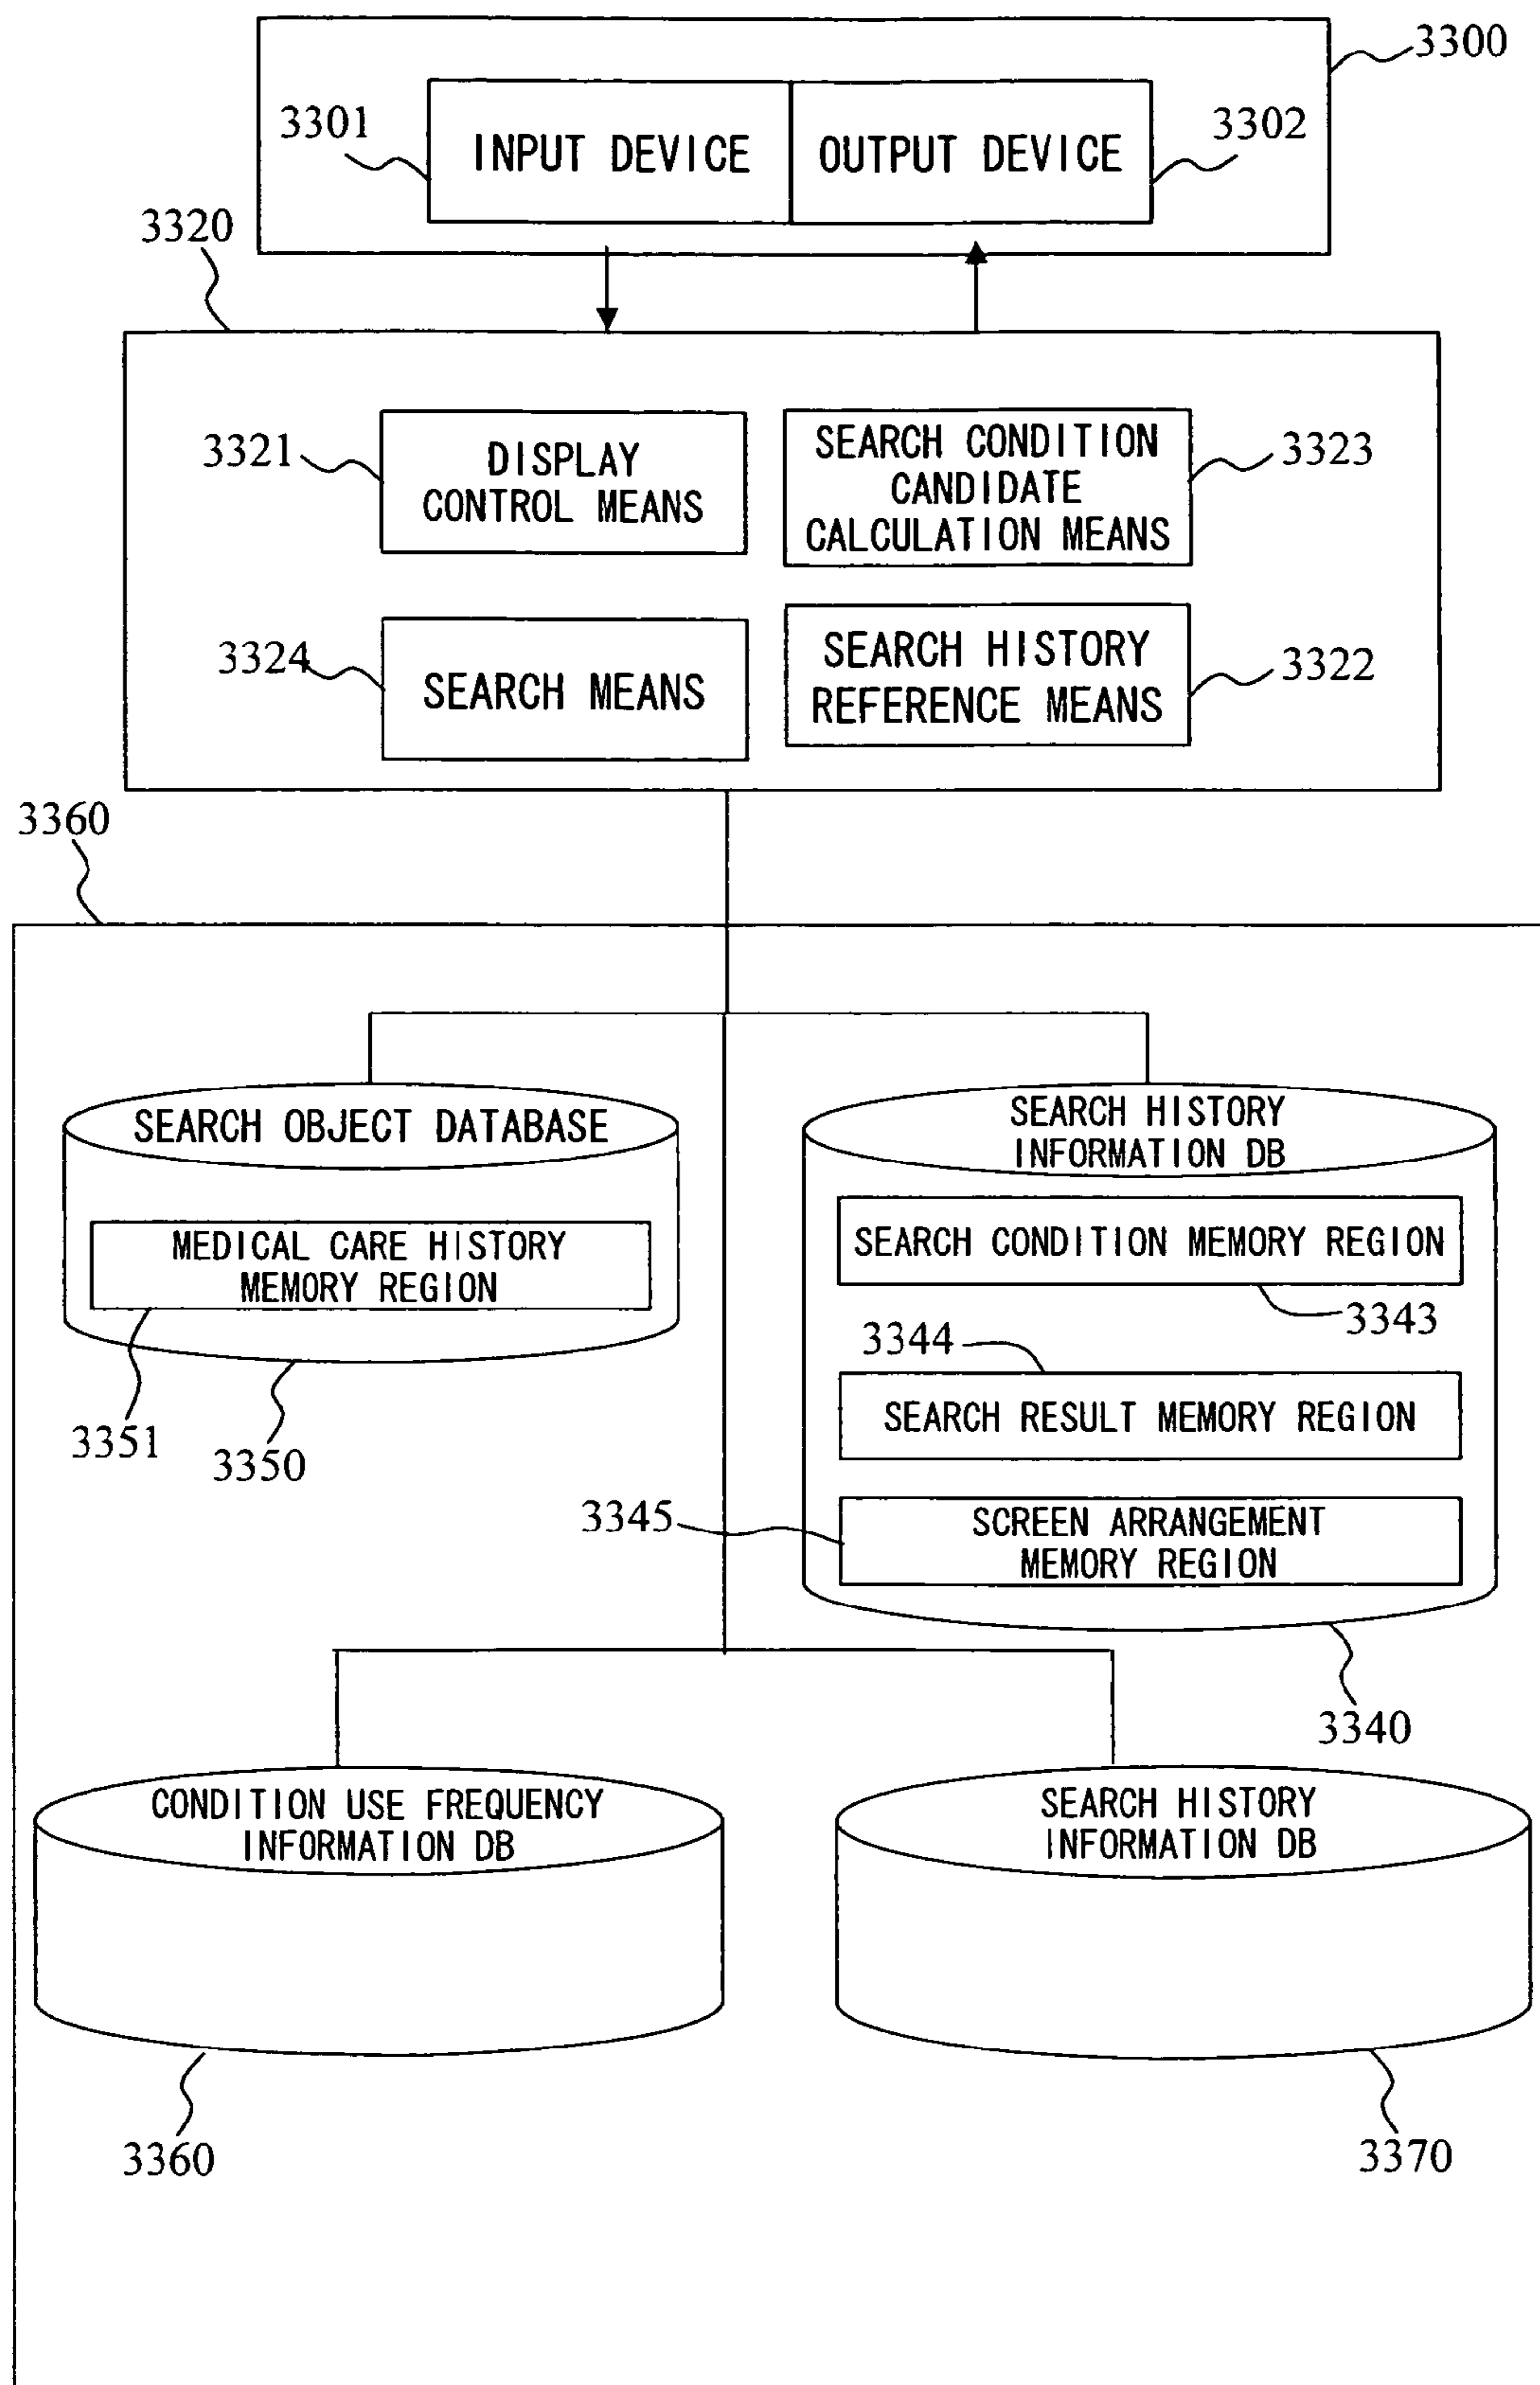 3300
3301
INPUT DEVICE
OUTPUT DEVICE
3302
3320
3321
DISPLAY
CONTROL MEANS
SEARCH CONDITION
CANDIDATE
CALCULATION MEANS
3323
3324
SEARCH MEANS
SEARCH HISTORY
REFERENCE MEANS
3322
3360
SEARCH OBJECT DATABASE
MEDICAL CARE HISTORY
MEMORY REGION
3351
3350
SEARCH HISTORY
INFORMATION DB
SEARCH CONDITION MEMORY REGION
3343
3344
SEARCH RESULT MEMORY REGION
3345
SCREEN ARRANGEMENT
MEMORY REGION
3340
CONDITION USE FREQUENCY
INFORMATION DB
3360
SEARCH HISTORY
INFORMATION DB
3370